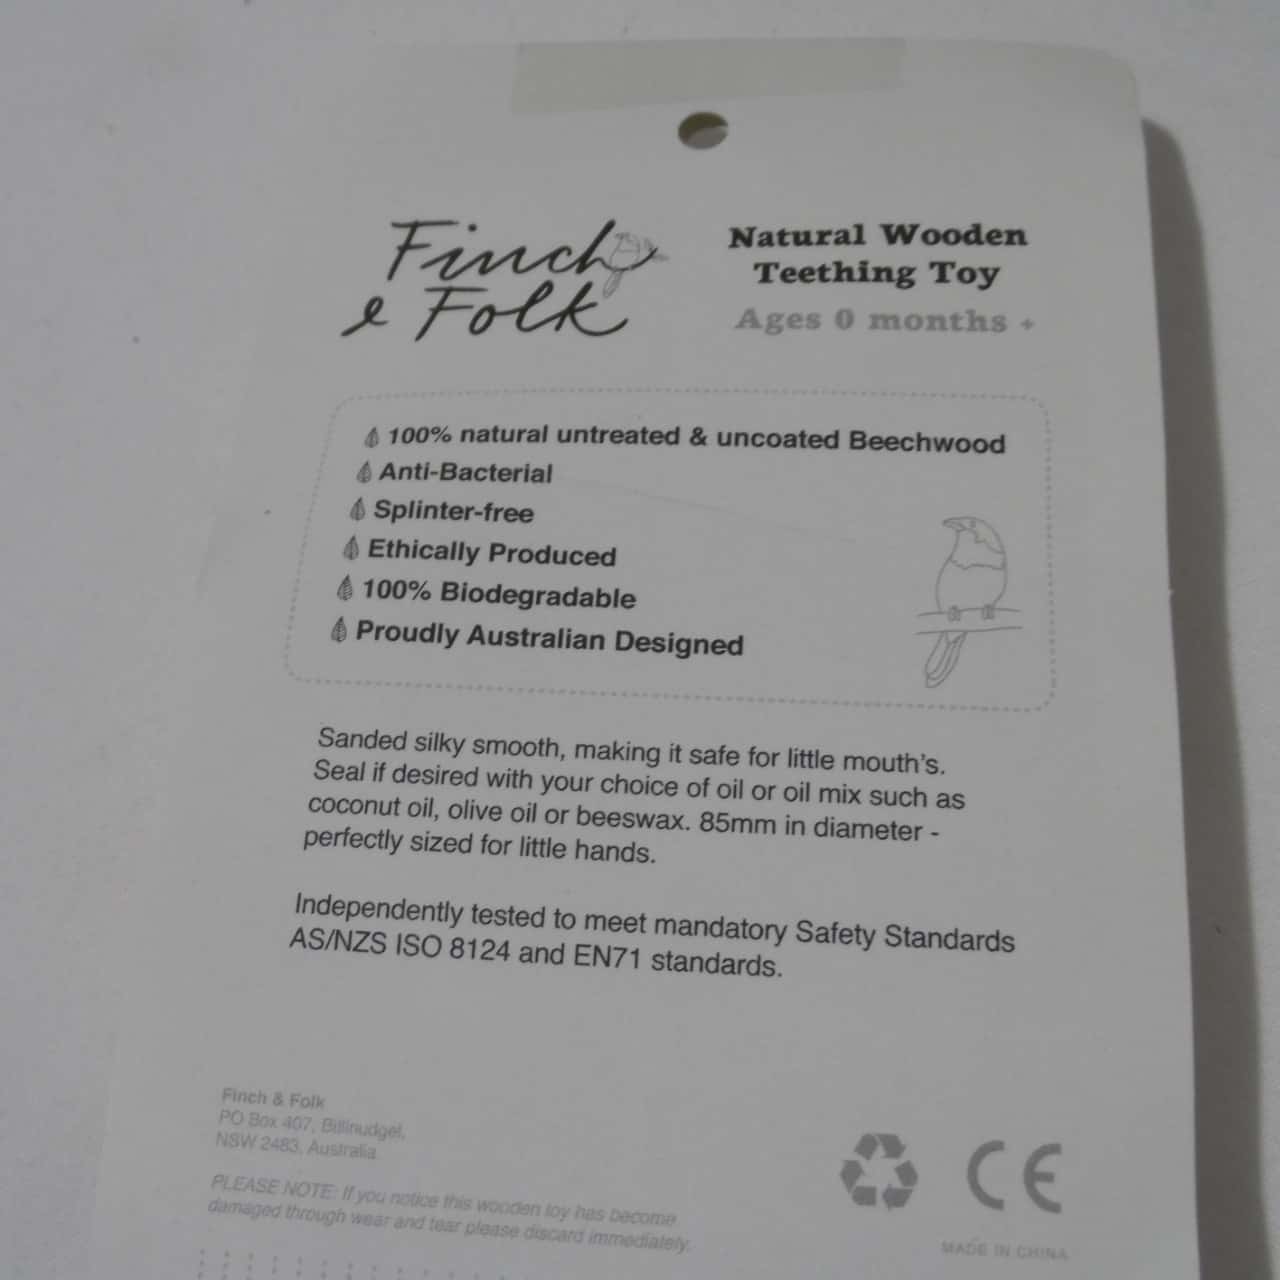 Finch
& Folk
Natural Wooden
Teething Toy
Ages 0 months +
100% natural untreated & uncoated Beechwood
Anti-Bacterial
Splinter-free
Ethically Produced
100% Biodegradable
Proudly Australian Designed
Sanded silky smooth, making it safe for little mouth's.
Seal if desired with your choice of oil or oil mix such as
coconut oil, olive oil or beeswax. 85mm in diameter -
perfectly sized for little hands.
Independently tested to meet mandatory Safety Standards
AS/NZS ISO 8124 and EN71 standards.
Finch & Folk
PO Box 407, Billinudgel,
NSW 2483, Australia
PLEASE NOTE: If you notice this wooden toy has become
damaged through wear and tear please discard immediately.
CE
MADE IN CHINA